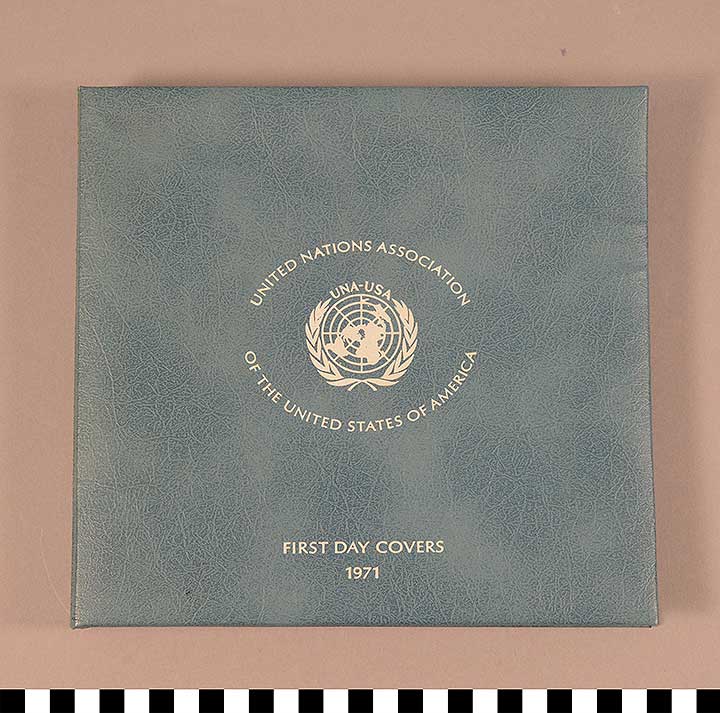 UNITED NATIONS ASSOCIATION
UNA-USA
OF THE UNITED STATES OF AMERICA
FIRST DAY COVERS
1971